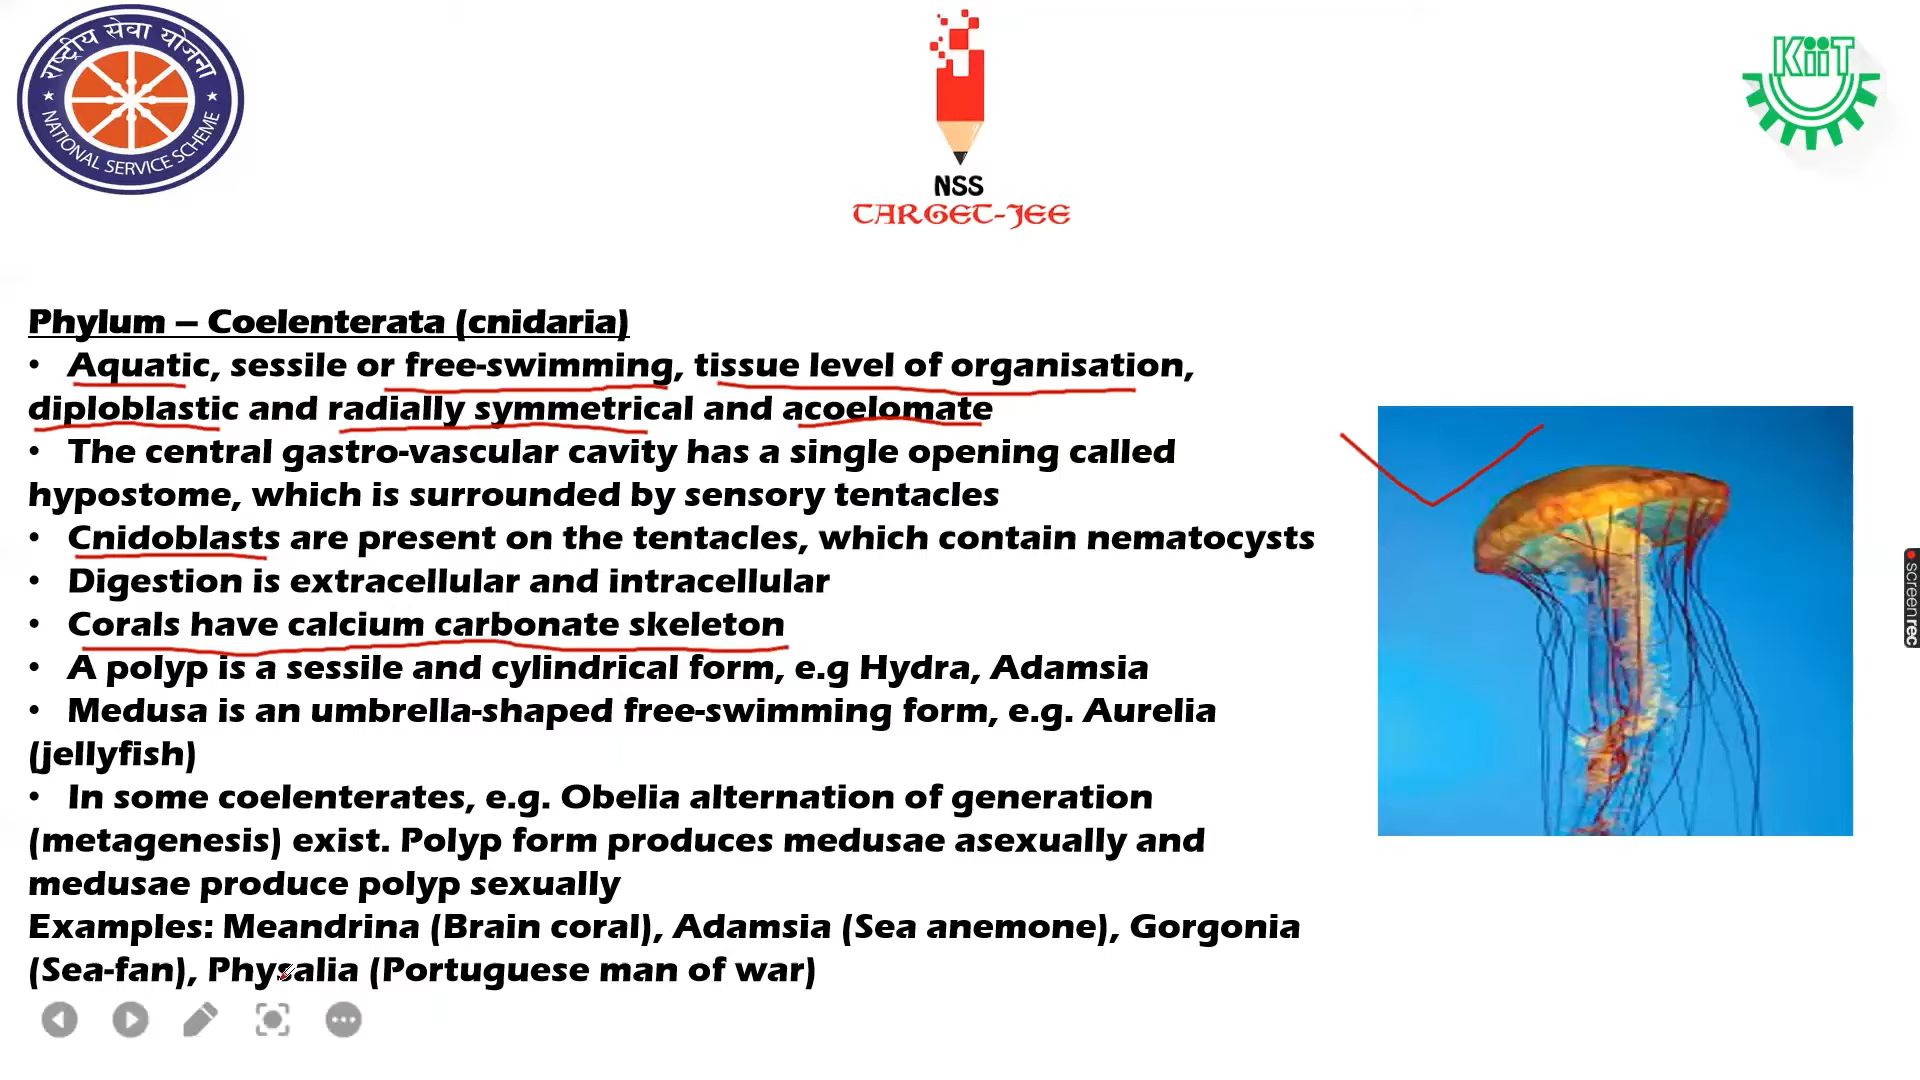 राष्ट्रीय सेवा योजना
NATIONAL SERVICE SCHEME
NSS
TARGET-JEE
KiiT
Phylum – Coelenterata (cnidaria)
• Aquatic, sessile or free-swimming, tissue level of organisation,
diploblastic and radially symmetrical and acoelomate
• The central gastro-vascular cavity has a single opening called
hypostome, which is surrounded by sensory tentacles
• Cnidoblasts are present on the tentacles, which contain nematocysts
• Digestion is extracellular and intracellular
• Corals have calcium carbonate skeleton
• A polyp is a sessile and cylindrical form, e.g Hydra, Adamsia
• Medusa is an umbrella-shaped free-swimming form, e.g. Aurelia
(jellyfish)
• In some coelenterates, e.g. Obelia alternation of generation
(metagenesis) exist. Polyp form produces medusae asexually and
medusae produce polyp sexually
Examples: Meandrina (Brain coral), Adamsia (Sea anemone), Gorgonia
(Sea-fan), Physalia (Portuguese man of war)
screenrec